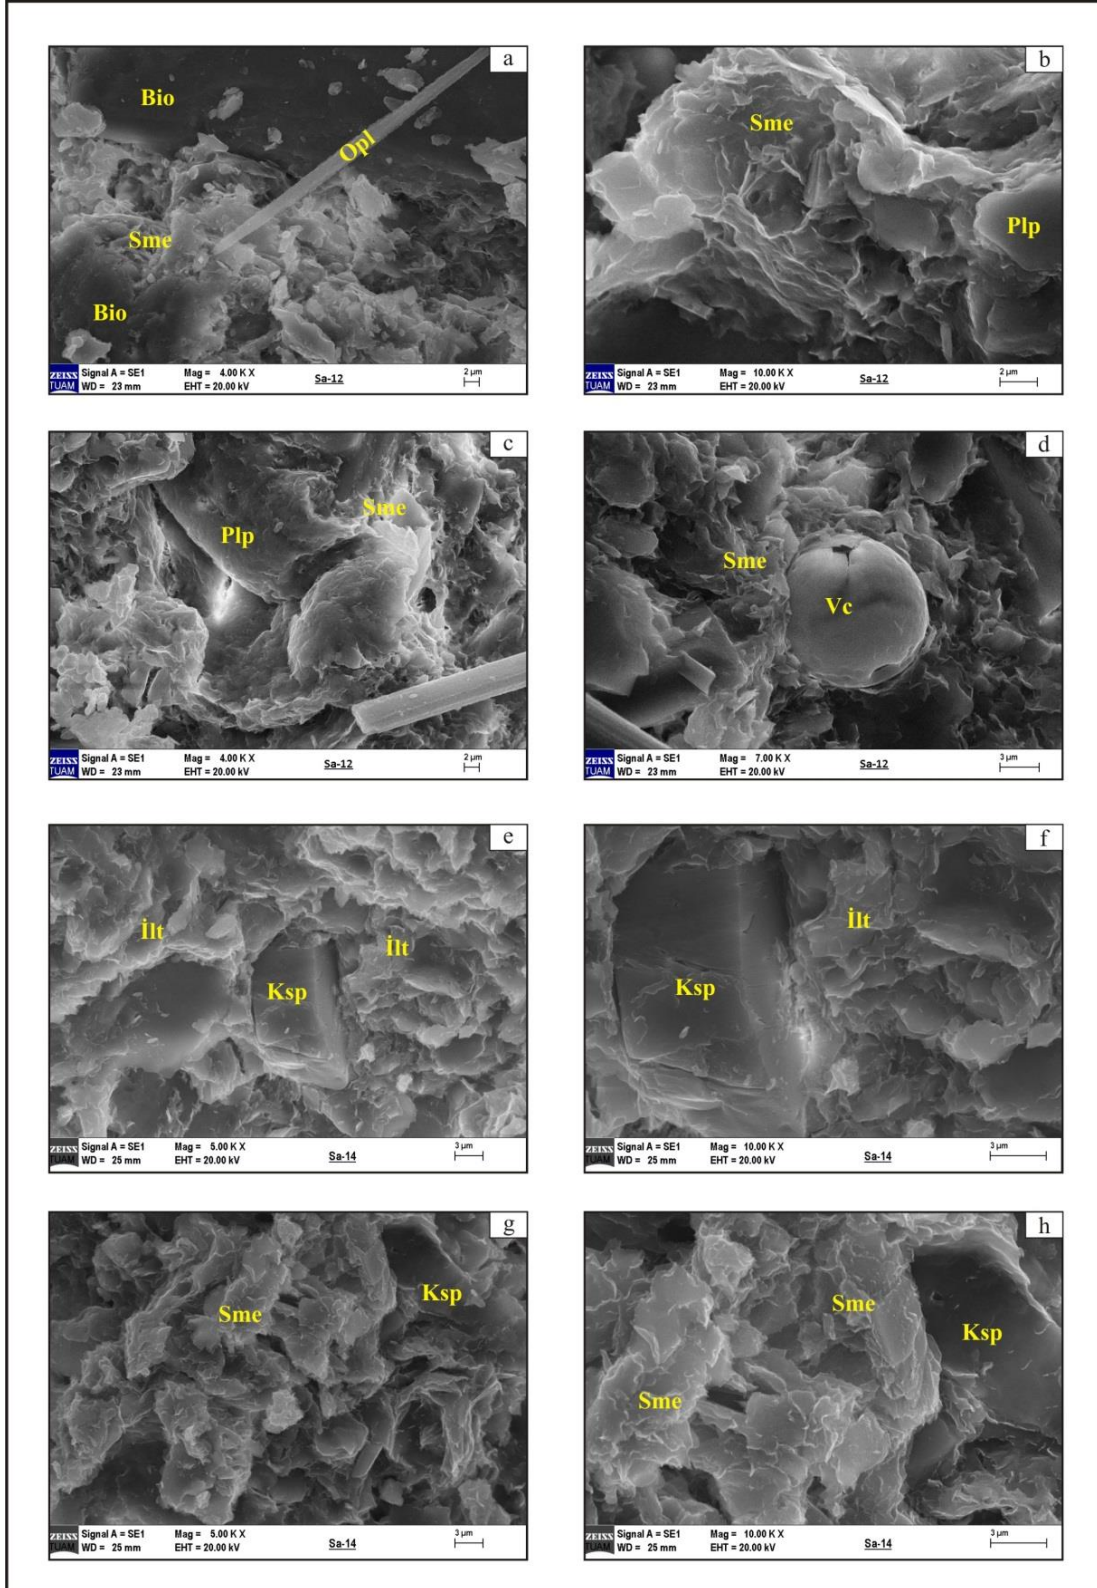 a
Bio
Opl
Sme
Bio
ZEISS
TUAM
Signal A = SE1
WD = 23 mm
Mag = 4.00 K X
EHT = 20.00 kV
Sa-12
2 µm
b
Sme
Plp
ZEISS
TUAM
Signal A = SE1
WD = 23 mm
Mag = 10.00 K X
EHT = 20.00 kV
Sa-12
2 µm
c
Sme
Plp
ZEISS
TUAM
Signal A = SE1
WD = 23 mm
Mag = 4.00 K X
EHT = 20.00 kV
Sa-12
2 µm
d
Sme
Vc
ZEISS
TUAM
Signal A = SE1
WD = 23 mm
Mag = 7.00 K X
EHT = 20.00 kV
Sa-12
3 µm
e
İlt
İlt
Ksp
ZEISS
TUAM
Signal A = SE1
WD = 25 mm
Mag = 5.00 K X
EHT = 20.00 kV
Sa-14
3 µm
f
İlt
Ksp
ZEISS
TUAM
Signal A = SE1
WD = 25 mm
Mag = 10.00 K X
EHT = 20.00 kV
Sa-14
3 µm
g
Ksp
Sme
ZEISS
TUAM
Signal A = SE1
WD = 25 mm
Mag = 5.00 K X
EHT = 20.00 kV
Sa-14
3 µm
h
Sme
Ksp
Sme
ZEISS
TUAM
Signal A = SE1
WD = 25 mm
Mag = 10.00 K X
EHT = 20.00 kV
Sa-14
3 µm